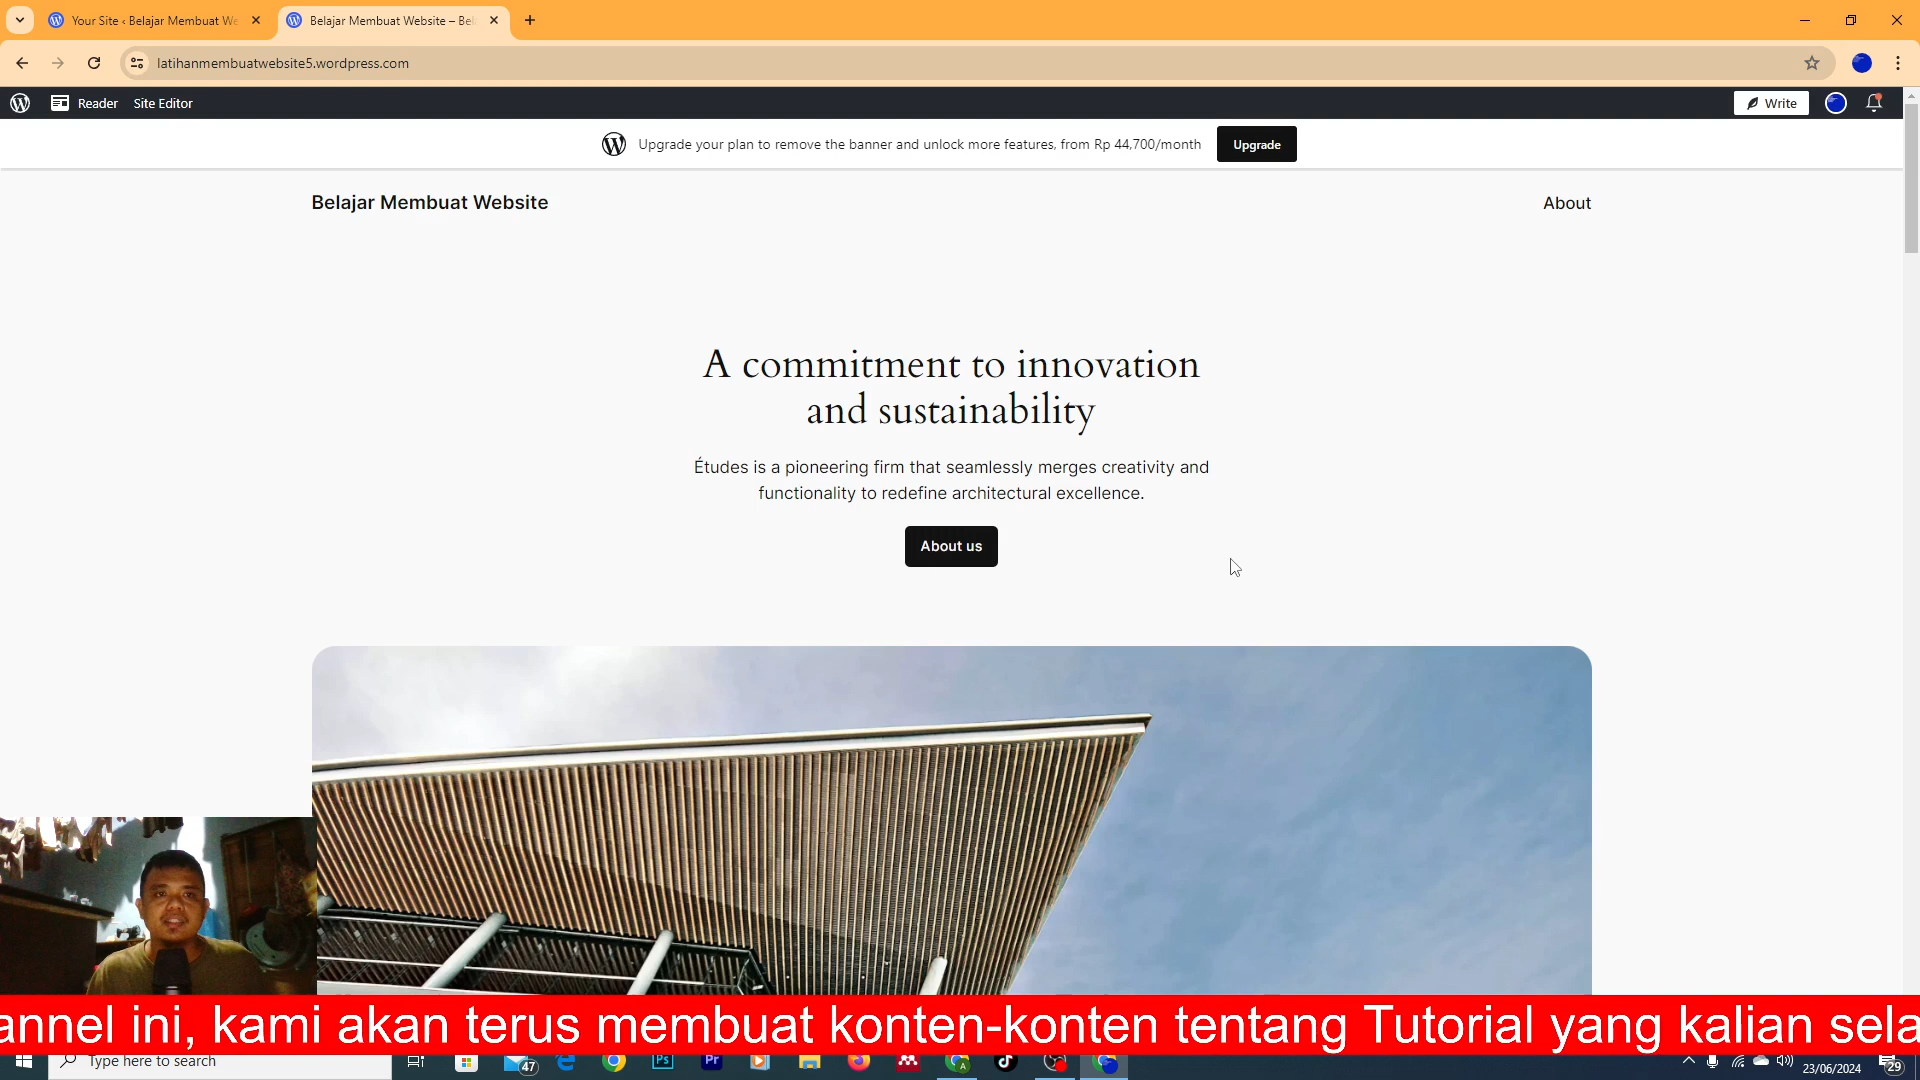 Your Site ‹ Belajar Membuat We
Belajar Membuat Website – Bel
latihanmembuatwebsite5.wordpress.com
Reader
Site Editor
Write
Upgrade your plan to remove the banner and unlock more features, from Rp 44,700/month
Upgrade
Belajar Membuat Website
About
A commitment to innovation
and sustainability
Études is a pioneering firm that seamlessly merges creativity and
functionality to redefine architectural excellence.
About us
annel ini, kami akan terus membuat konten-konten tentang Tutorial yang kalian sela
Type here to search
47
Ps
Pr
A
23/06/2024
29